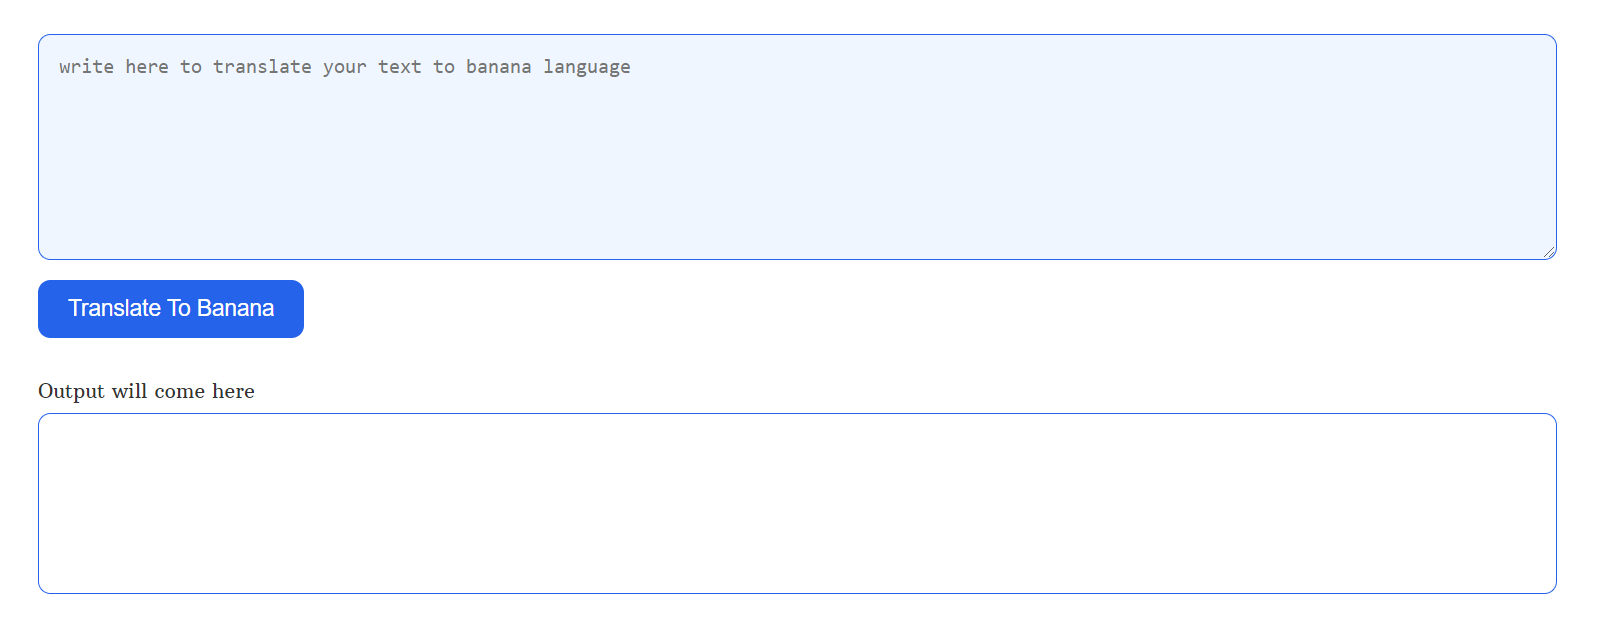 write here to translate your text to banana language
Translate To Banana
Output will come here